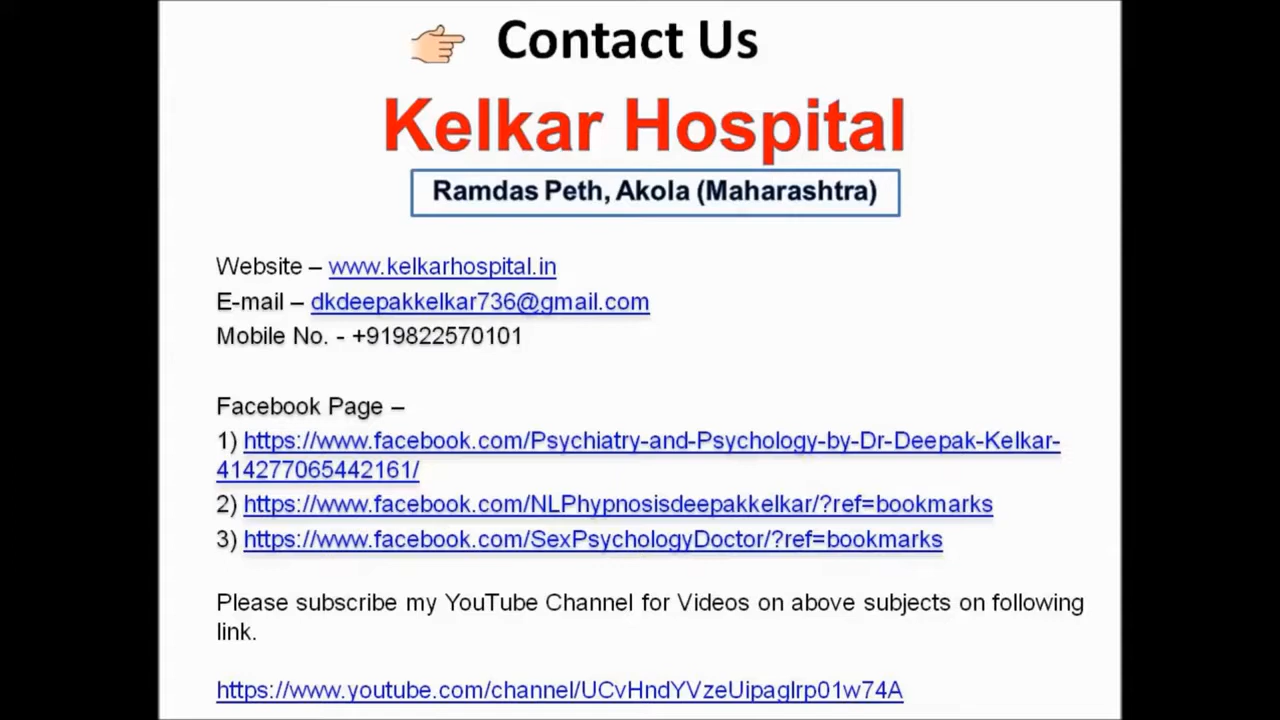 Contact Us
Kelkar Hospital
Ramdas Peth, Akola (Maharashtra)
Website – www.kelkarhospital.in
E-mail – dkdeepakkelkar736@gmail.com
Mobile No. - +919822570101
Facebook Page –
1) https://www.facebook.com/Psychiatry-and-Psychology-by-Dr-Deepak-Kelkar-
414277065442161/
2) https://www.facebook.com/NLPhypnosisdeepakkelkar/?ref=bookmarks
3) https://www.facebook.com/SexPsychologyDoctor/?ref=bookmarks
Please subscribe my YouTube Channel for Videos on above subjects on following
link.
https://www.youtube.com/channel/UCvHndYVzeUipaglrp01w74A